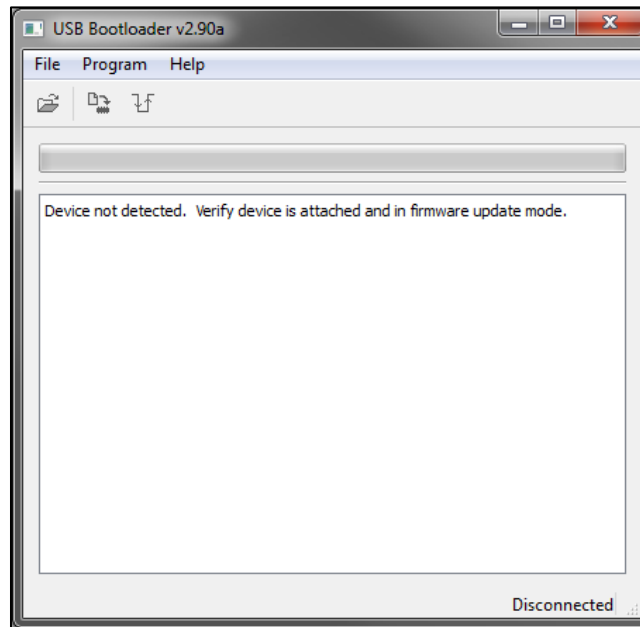 USB Bootloader v2.90a
File Program Help
Device not detected. Verify device is attached and in firmware update mode.
Disconnected